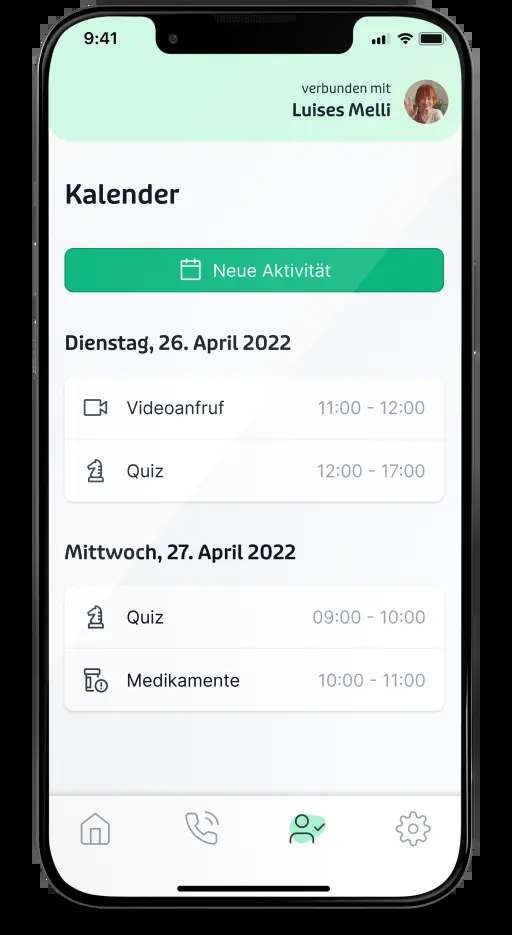 9:41
verbunden mit
Luises Melli
Kalender
Neue Aktivität
Dienstag, 26. April 2022
Videoanfruf 11:00 - 12:00
Quiz 12:00 - 17:00
Mittwoch, 27. April 2022
Quiz 09:00 - 10:00
Medikamente 10:00 - 11:00